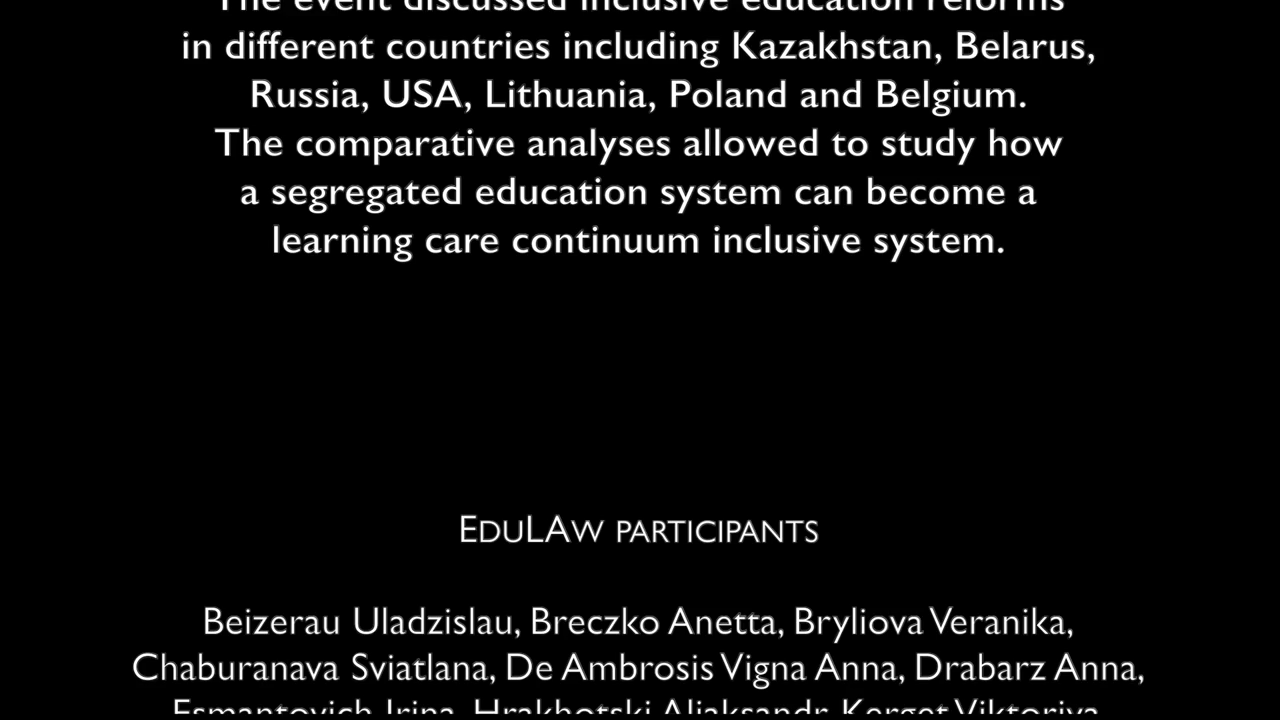 The event discussed inclusive education reforms
in different countries including Kazakhstan, Belarus,
Russia, USA, Lithuania, Poland and Belgium.
The comparative analyses allowed to study how
a segregated education system can become a
learning care continuum inclusive system.
EDULAW PARTICIPANTS
Beizerau Uladzislau, Breczko Anetta, Bryliova Veranika,
Chaburanava Sviatlana, De Ambrosis Vigna Anna, Drabarz Anna,
Esmantovich Irina, Hrakhotski Aliaksandr, Kerget Viktoriya